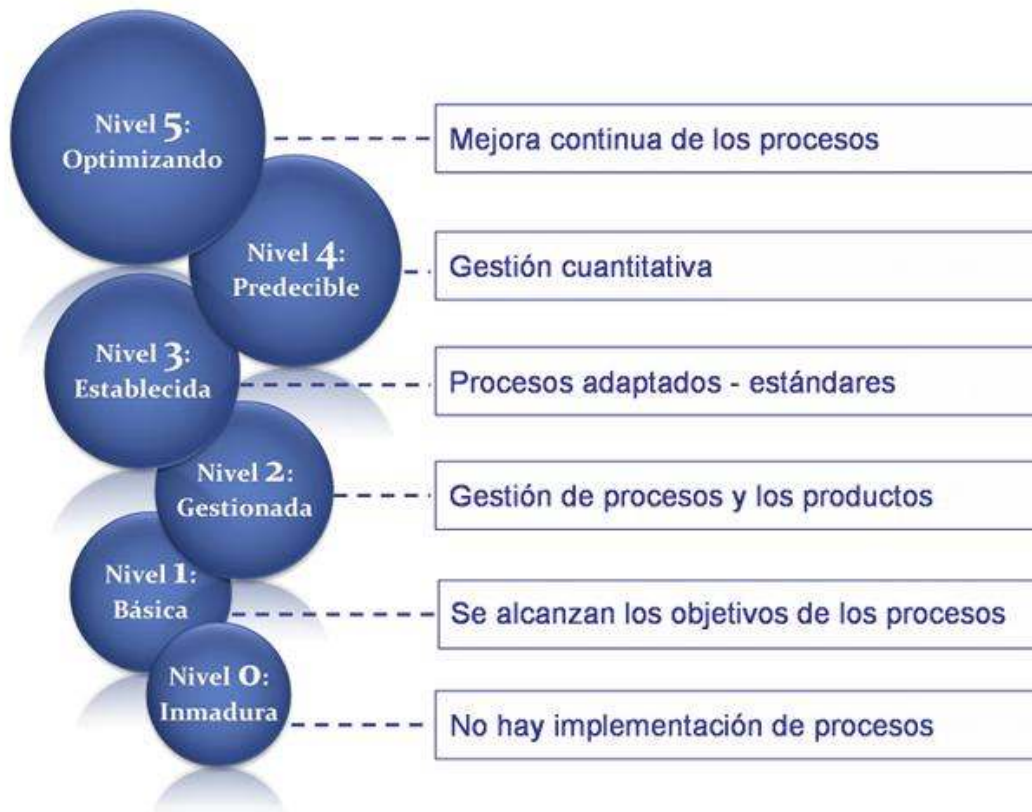 Nivel 5:
Optimizando
Mejora continua de los procesos
Nivel 4:
Predecible
Gestión cuantitativa
Nivel 3:
Establecida
Procesos adaptados - estándares
Nivel 2:
Gestionada
Gestión de procesos y los productos
Nivel 1:
Básica
Se alcanzan los objetivos de los procesos
Nivel 0:
Inmadura
No hay implementación de procesos